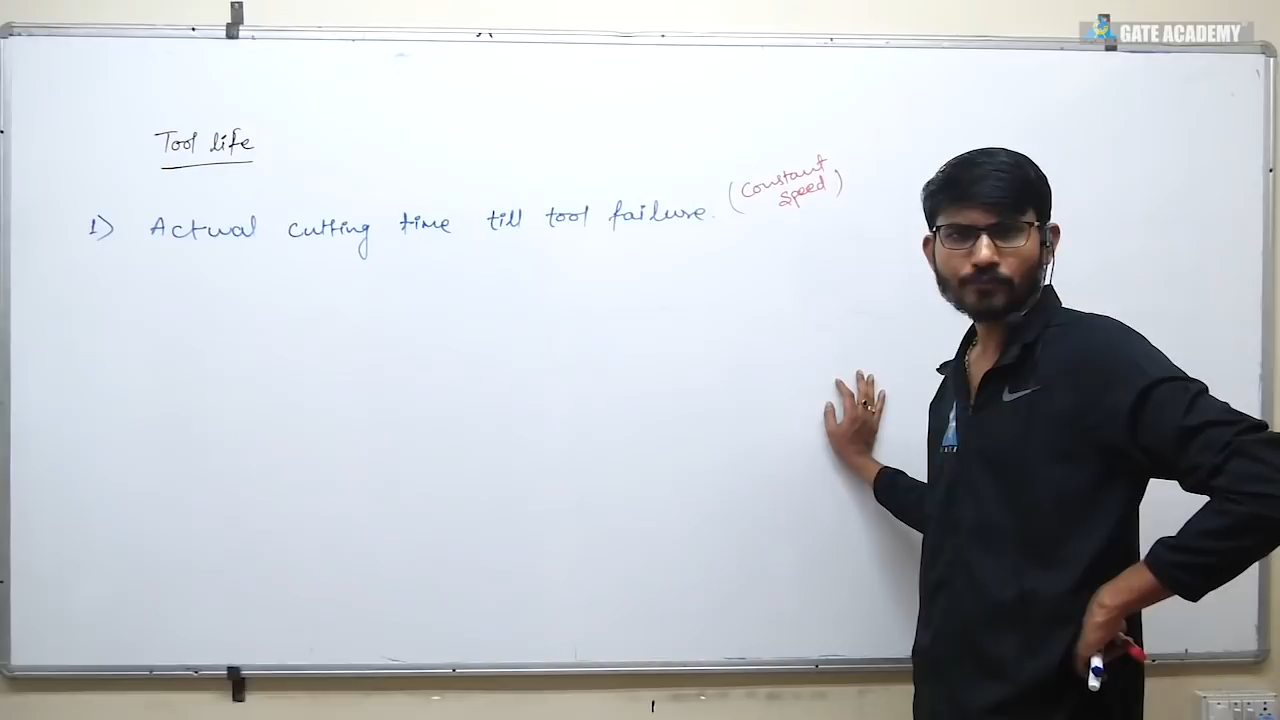 GATE ACADEMY
Tool life
1) Actual cutting time till tool failure. (Constant
Speed)